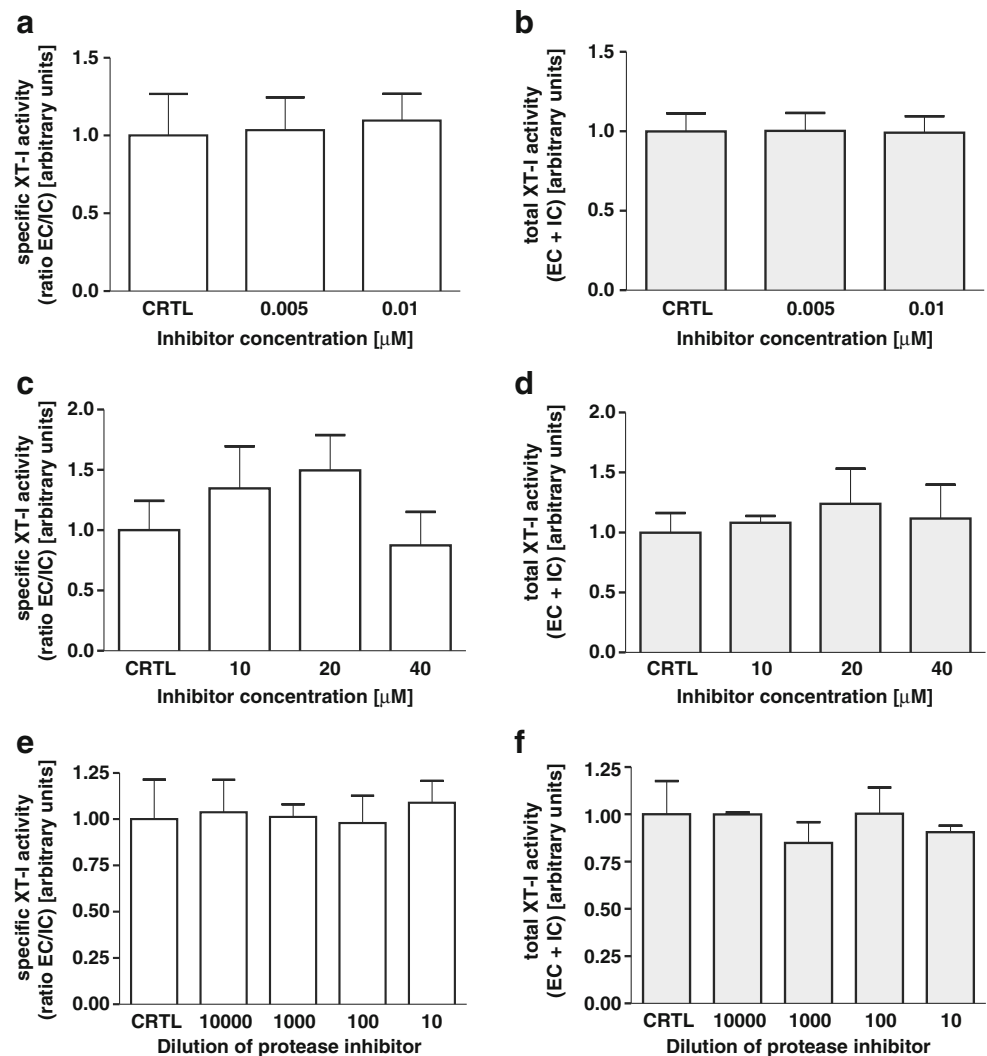 a
specific XT-I activity
(ratio EC/IC) [arbitrary units]
1.5
1.0
0.5
0.0
CRTL 0.005 0.01
Inhibitor concentration [μM]
b
total XT-I activity
(EC + IC) [arbitrary units]
1.5
1.0
0.5
0.0
CRTL 0.005 0.01
Inhibitor concentration [μM]
c
specific XT-I activity
(ratio EC/IC) [arbitrary units]
2.0
1.5
1.0
0.5
0.0
CRTL 10 20 40
Inhibitor concentration [μM]
d
total XT-I activity
(EC + IC) [arbitrary units]
2.0
1.5
1.0
0.5
0.0
CRTL 10 20 40
Inhibitor concentration [μM]
e
specific XT-I activity
(ratio EC/IC) [arbitrary units]
1.25
1.00
0.75
0.50
0.25
0.00
CRTL 10000 1000 100 10
Dilution of protease inhibitor
f
total XT-I activity
(EC + IC) [arbitrary units]
1.25
1.00
0.75
0.50
0.25
0.00
CRTL 10000 1000 100 10
Dilution of protease inhibitor